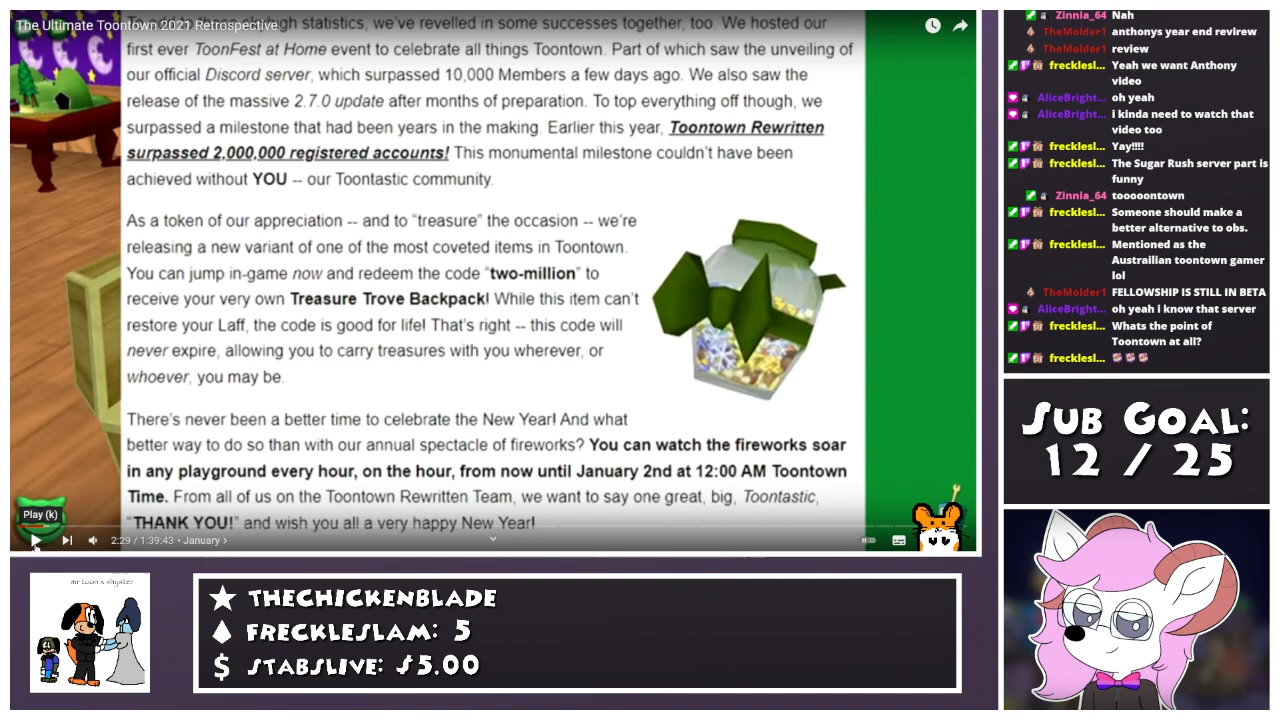 The Ultimate Toontown 2021 Retrospective
statistics, we've revelled in some successes together, too. We hosted our
first ever ToonFest at Home event to celebrate all things Toontown. Part of which saw the unveiling of
our official Discord server, which surpassed 10,000 Members a few days ago. We also saw the
release of the massive 2.7.0 update after months of preparation. To top everything off though, we
surpassed a milestone that had been years in the making. Earlier this year, Toontown Rewritten
surpassed 2,000,000 registered accounts! This monumental milestone couldn't have been
achieved without YOU -- our Toontastic community.
As a token of our appreciation -- and to "treasure" the occasion -- we're
releasing a new variant of one of the most coveted items in Toontown.
You can jump in-game now and redeem the code "two-million" to
receive your very own Treasure Trove Backpack! While this item can't
restore your Laff, the code is good for life! That's right -- this code will
never expire, allowing you to carry treasures with you wherever, or
whoever, you may be.
There's never been a better time to celebrate the New Year! And what
better way to do so than with our annual spectacle of fireworks? You can watch the fireworks soar
in any playground every hour, on the hour, from now until January 2nd at 12:00 AM Toontown
Time. From all of us on the Toontown Rewritten Team, we want to say one great, big, Toontastic,
"THANK YOU!" and wish you all a very happy New Year!
Play (k)
2:29 / 1:39:43 • January ›
Zinnia_64 Nah
TheMolder1 anthonys year end revirew
TheMolder1 review
frecklesl... Yeah we want Anthony
video
AliceBright... oh yeah
AliceBright... i kinda need to watch that
video too
frecklesl... Yay!!!!
frecklesl... The Sugar Rush server part is
funny
Zinnia_64 tooooontown
frecklesl... Someone should make a
better alternative to obs.
frecklesl... Mentioned as the
Austrailian toontown gamer
lol
TheMolder1 FELLOWSHIP IS STILL IN BETA
AliceBright... oh yeah i know that server
frecklesl... Whats the point of
Toontown at all?
frecklesl...
SUB GOAL:
12 / 25
mr toon x shyster
THECHICKENBLADE
FRECKLESLAM: 5
STABSLIVE: $5.00